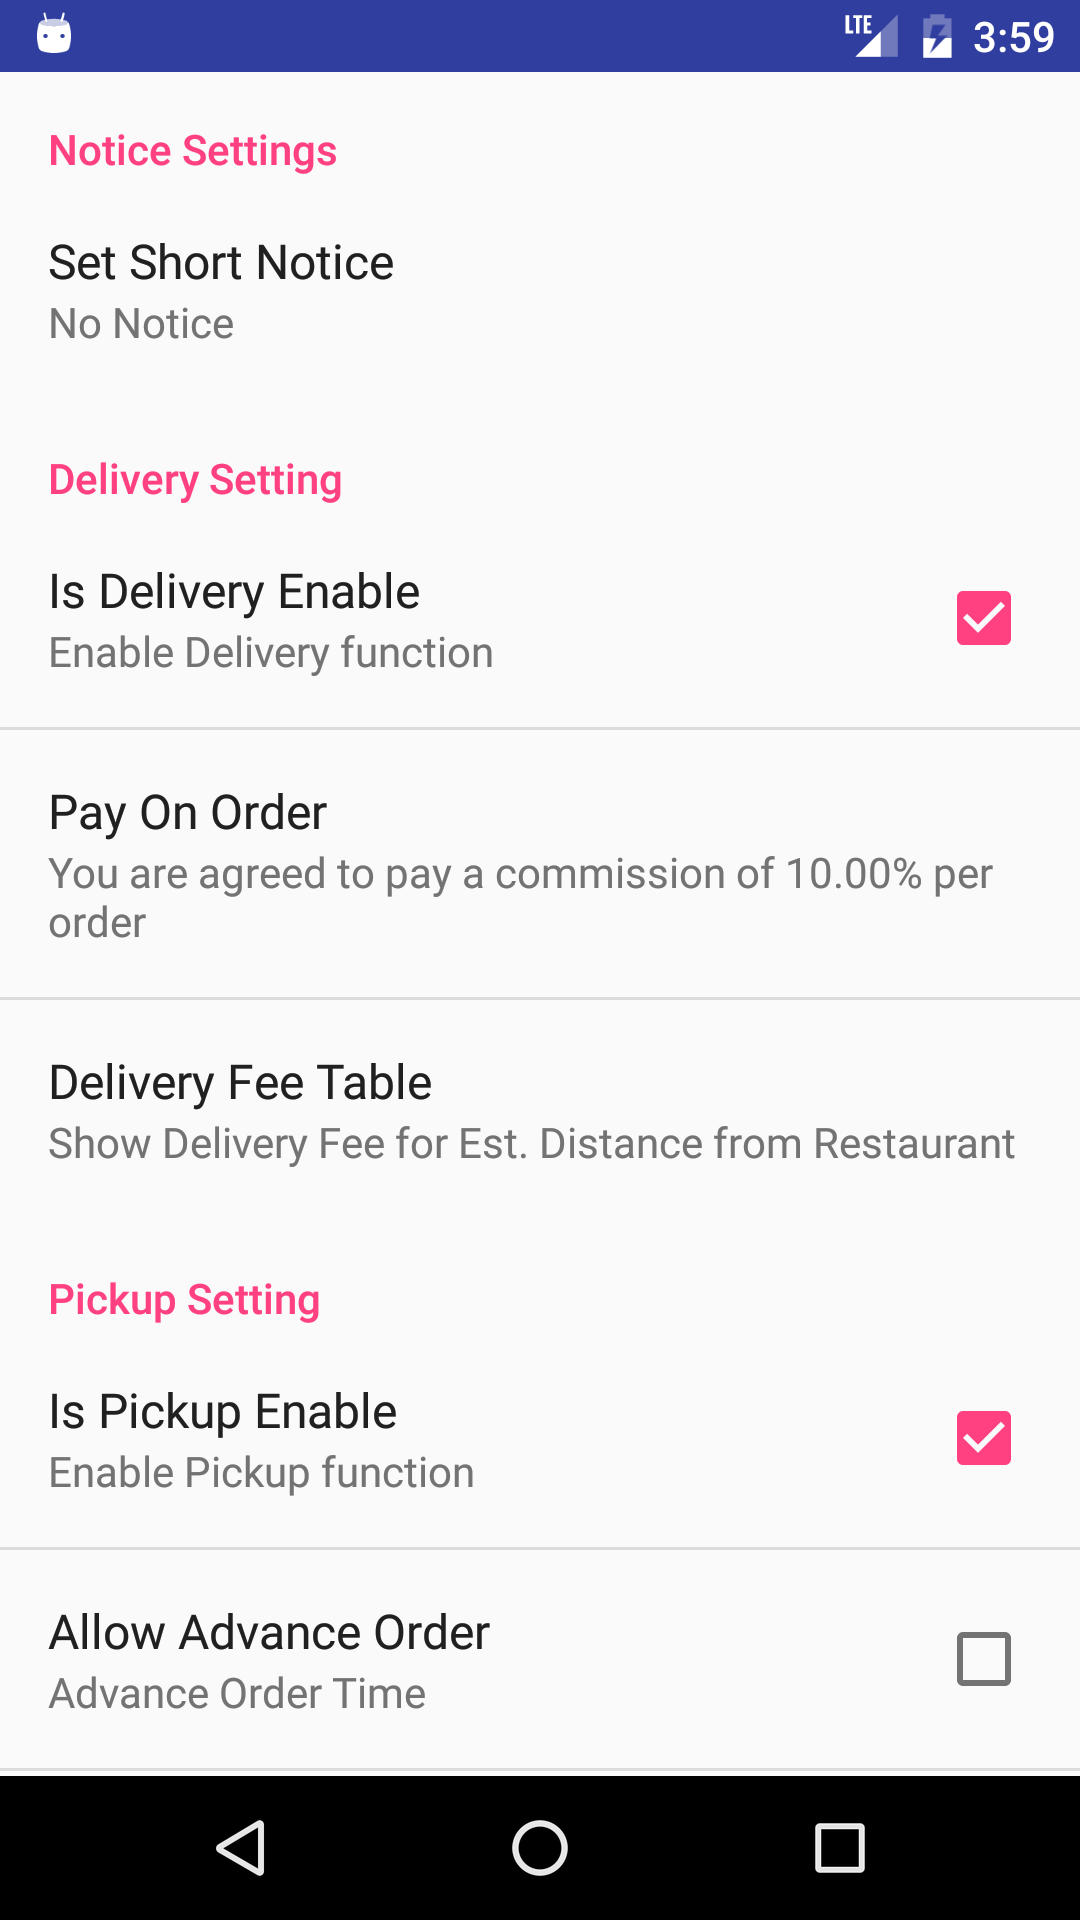 LTE 3:59
Notice Settings
Set Short Notice
No Notice
Delivery Setting
Is Delivery Enable
Enable Delivery function
Pay On Order
You are agreed to pay a commission of 10.00% per
order
Delivery Fee Table
Show Delivery Fee for Est. Distance from Restaurant
Pickup Setting
Is Pickup Enable
Enable Pickup function
Allow Advance Order
Advance Order Time